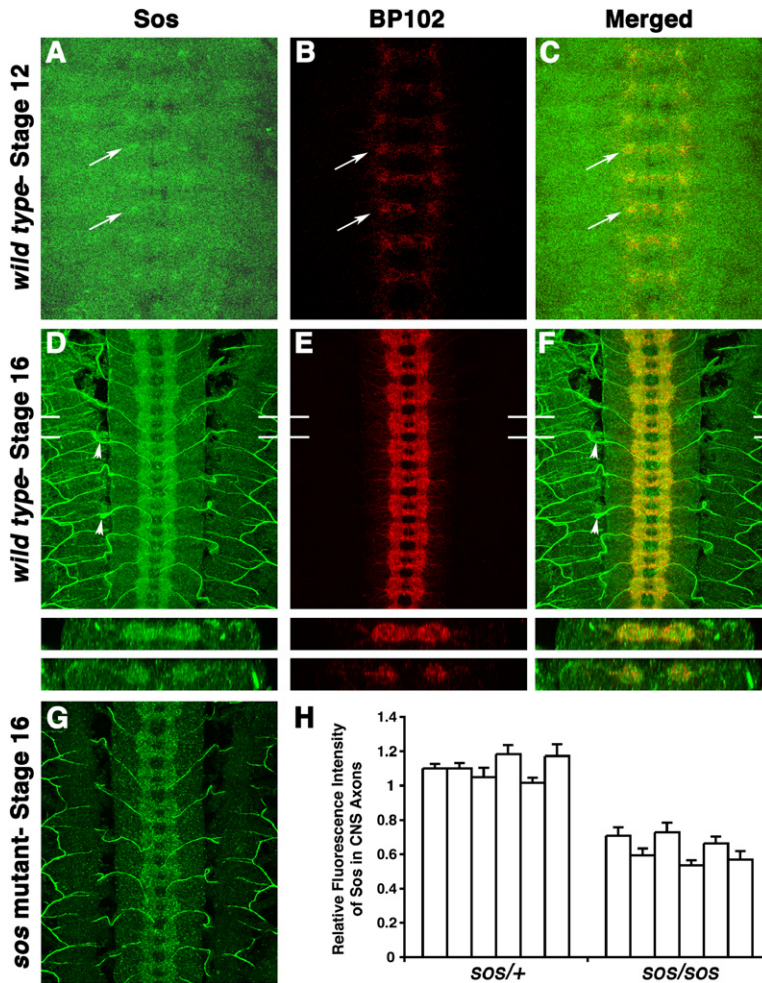 Sos
BP102
Merged
wild type- Stage 12
A
B
C
wild type- Stage 16
D
E
F
sos mutant- Stage 16
G
H
Relative Fluorescence Intensity
of Sos in CNS Axons
1.4
1.2
1
0.8
0.6
0.4
0.2
0
sos/+
sos/sos